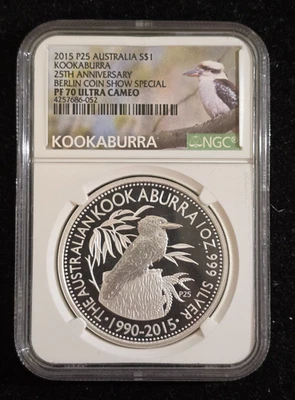 2015 P25 AUSTRALIA S$1
KOOKABURRA
25TH ANNIVERSARY
BERLIN COIN SHOW SPECIAL
PF 70 ULTRA CAMEO
4257686-052
KOOKABURRA
NGC
·THE AUSTRALIAN KOOKABURRA 1OZ. 999 SILVER·
P25
1990-2015